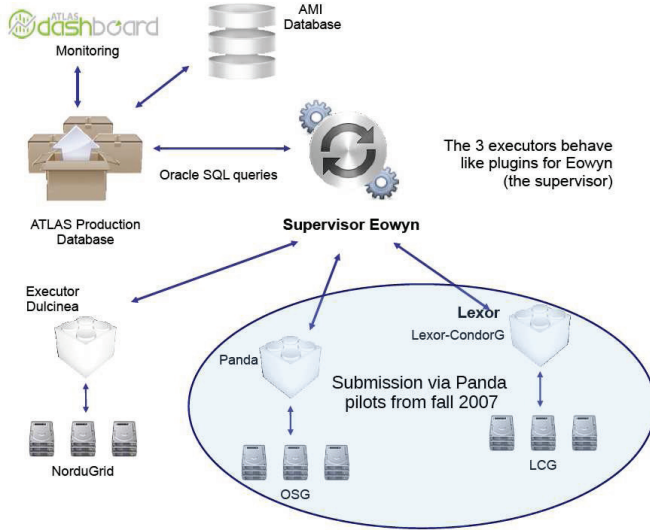 ATLAS
dashboard
Monitoring
AMI
Database
Oracle SQL queries
The 3 executors behave
like plugins for Eowyn
(the supervisor)
ATLAS Production
Database
Supervisor Eowyn
Executor
Dulcinea
Lexor
Lexor-CondorG
Panda
Submission via Panda
pilots from fall 2007
NorduGrid
OSG
LCG